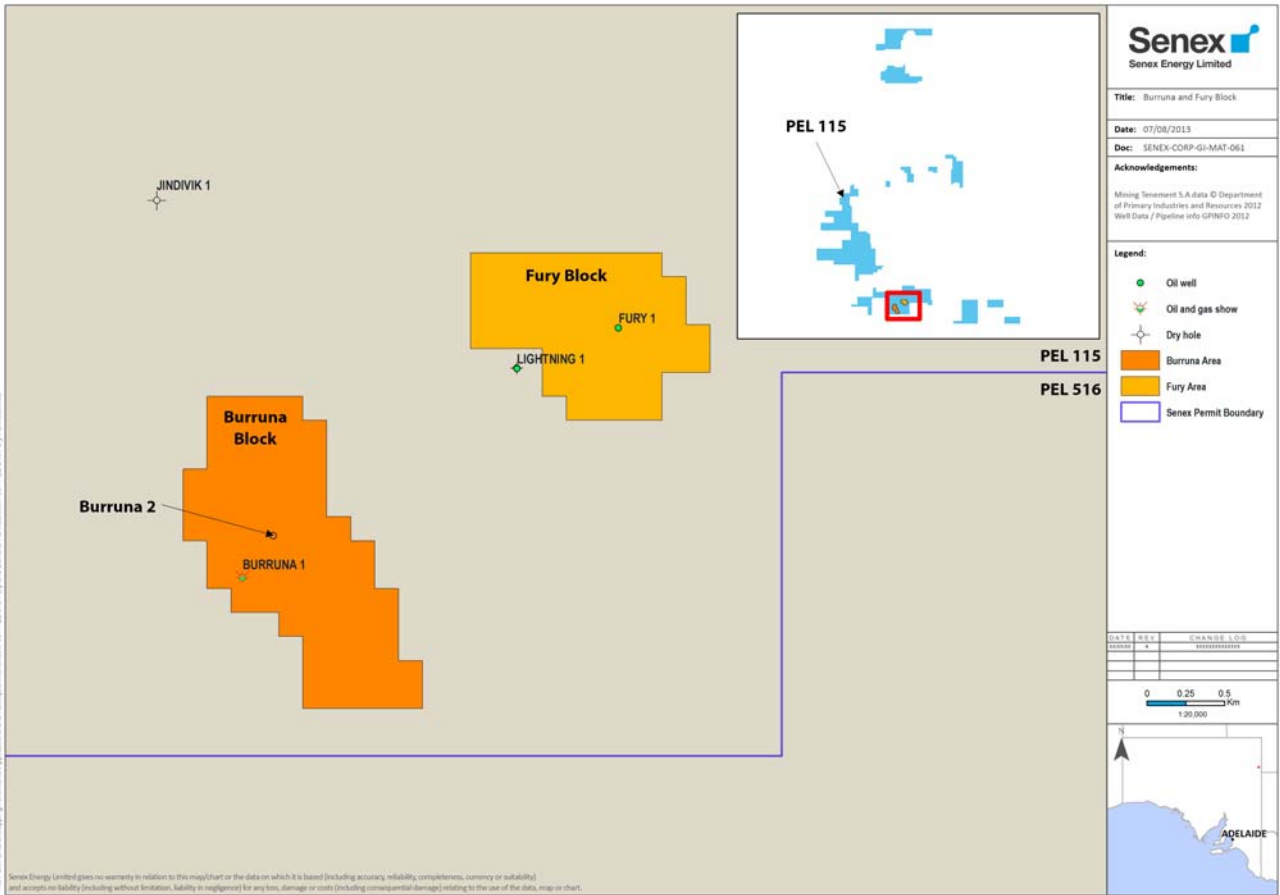 JINDIVIK 1
Fury Block
FURY 1
LIGHTNING 1
Burruna
Block
Burruna 2
BURRUNA 1
PEL 115
PEL 115
PEL 516
Senex
Senex Energy Limited
Title: Burruna and Fury Block
Date: 07/08/2013
Doc: SENEX-CORP-GI-MAT-061
Acknowledgements:
Mining Tenement S.A data © Department
of Primary Industries and Resources 2012
Well Data / Pipeline info GPINFO 2012
Legend:
Oil well
Oil and gas show
Dry hole
Burruna Area
Fury Area
Senex Permit Boundary
DATE REV CHANGE LOG
0 0.25 0.5
Km
1:20,000
N
ADELAIDE
Senex Energy Limited gives no warranty in relation to this map/chart or the data on which it is based (including accuracy, reliability, completeness, currency or suitability)
and accepts no liability (including without limitation, liability in negligence) for any loss, damage or costs (including consequential damage) relating to the use of the data, map or chart.